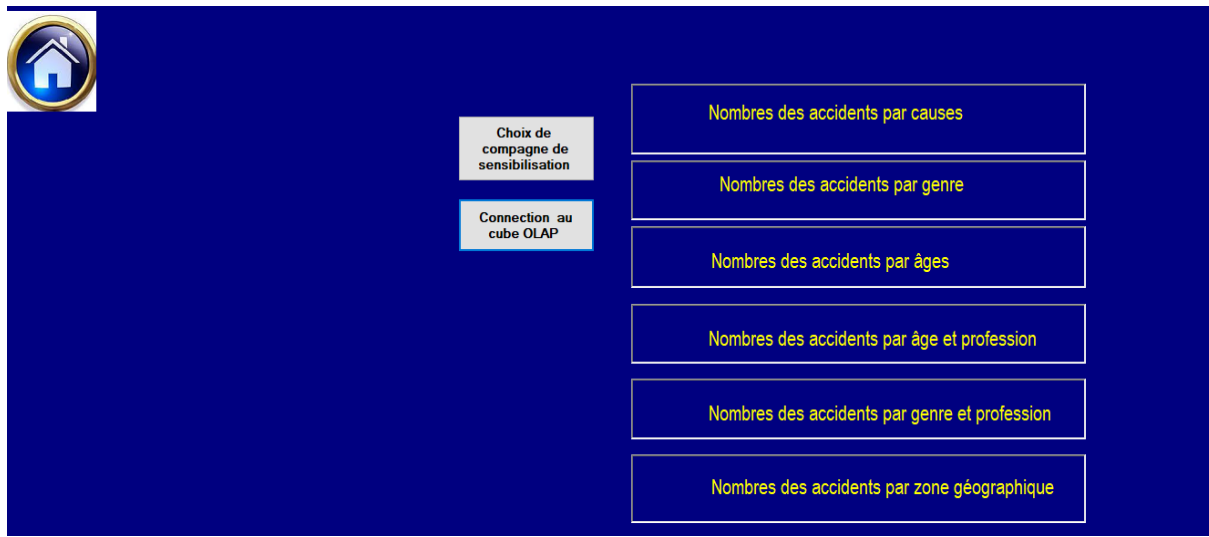 Choix de
compagne de
sensibilisation
Connection au
cube OLAP
Nombres des accidents par causes
Nombres des accidents par genre
Nombres des accidents par âges
Nombres des accidents par âge et profession
Nombres des accidents par genre et profession
Nombres des accidents par zone géographique